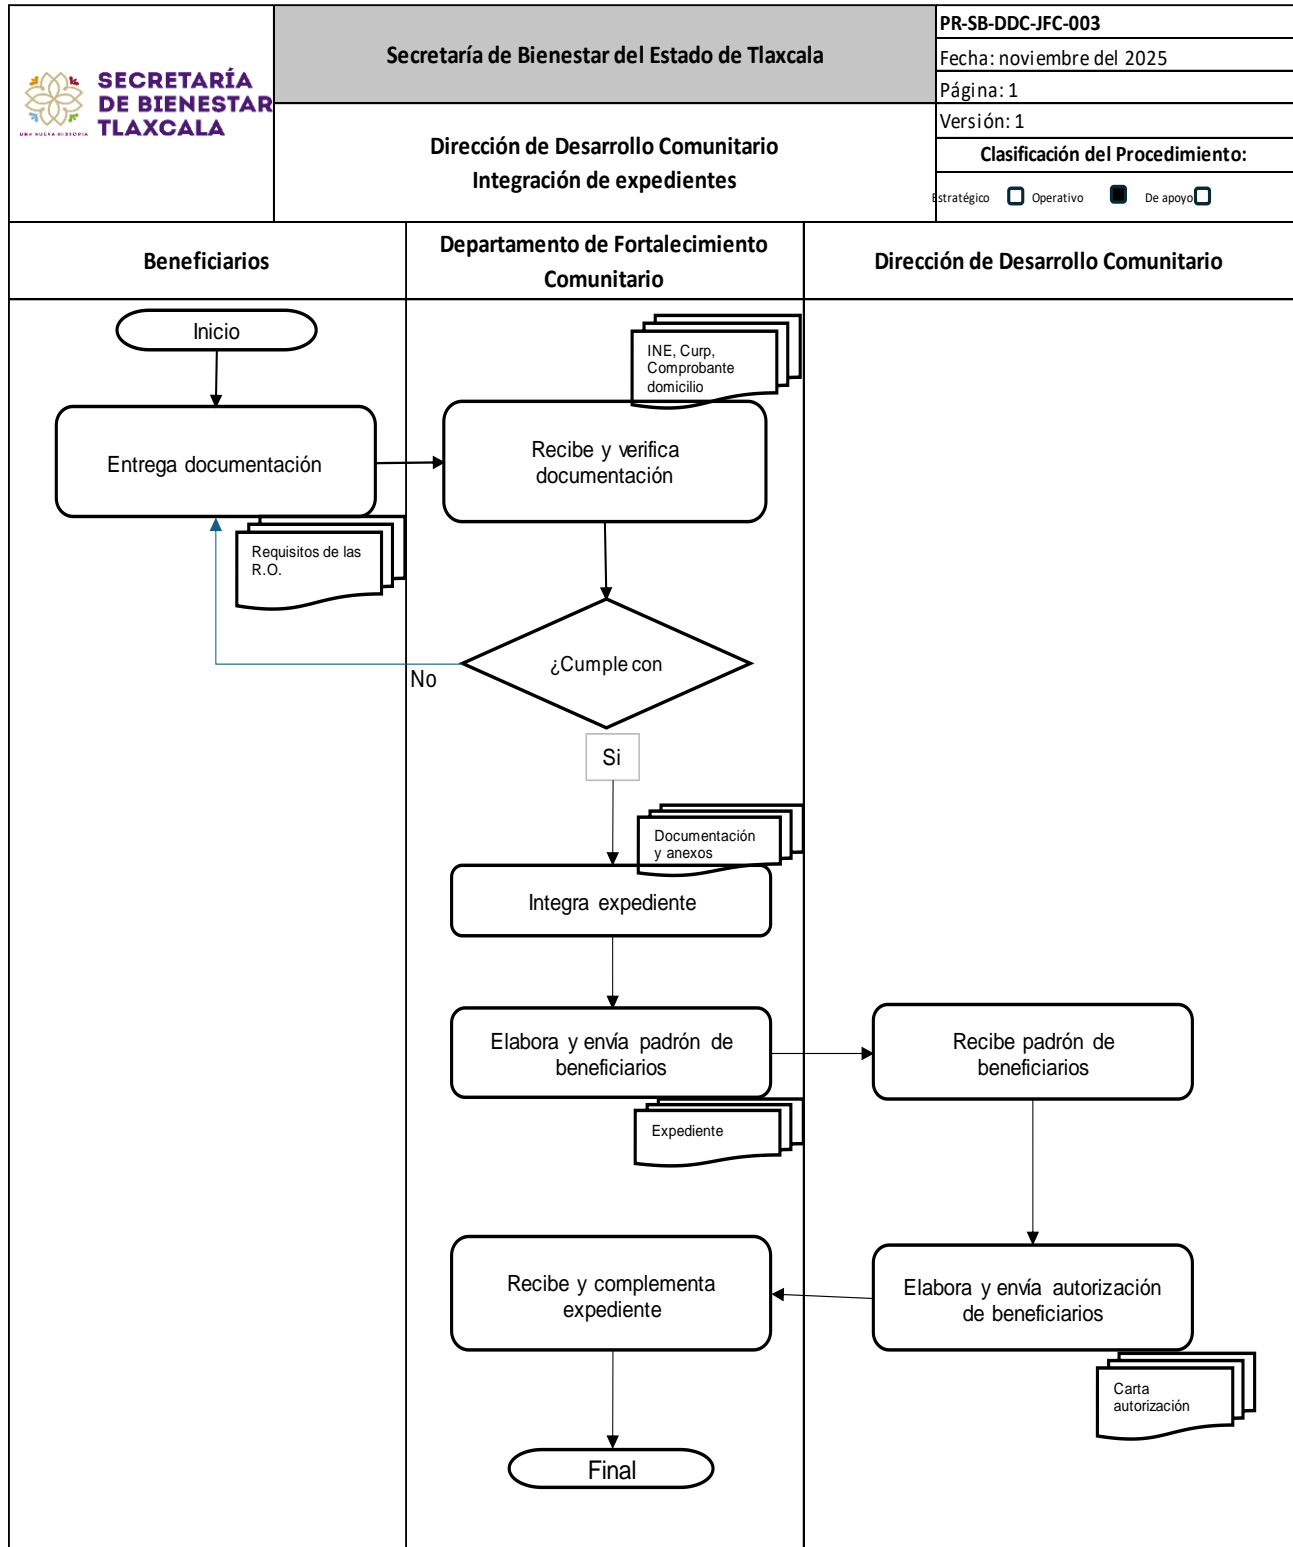 SECRETARÍA
DE BIENESTAR
TLAXCALA
UNA NUEVA HISTORIA
Secretaría de Bienestar del Estado de Tlaxcala
Dirección de Desarrollo Comunitario
Integración de expedientes
PR-SB-DDC-JFC-003
Fecha: noviembre del 2025
Página: 1
Versión: 1
Clasificación del Procedimiento:
Estratégico Operativo De apoyo
Beneficiarios
Departamento de Fortalecimiento
Comunitario
Dirección de Desarrollo Comunitario
Inicio
INE, Curp,
Comprobante
domicilio
Entrega documentación
Recibe y verifica
documentación
Requisitos de las
R.O.
¿Cumple con
No
Si
Documentación
y anexos
Integra expediente
Elabora y envía padrón de
beneficiarios
Recibe padrón de
beneficiarios
Expediente
Recibe y complementa
expediente
Elabora y envía autorización
de beneficiarios
Carta
autorización
Final